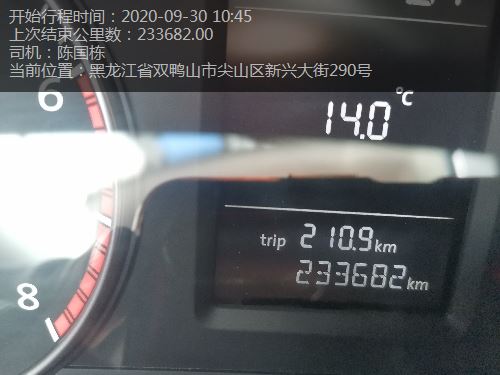 开始行程时间：2020-09-30 10:45
上次结束公里数：233682.00
司机：陈国栋
当前位置：黑龙江省双鸭山市尖山区新兴大街290号
6
14.0°C
trip 210.9km
233682km
8